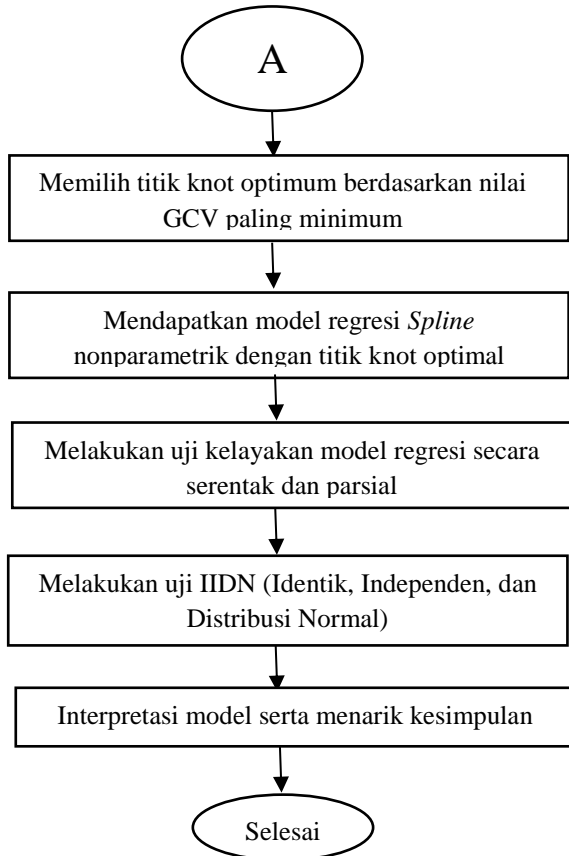 A
Memilih titik knot optimum berdasarkan nilai
GCV paling minimum
Mendapatkan model regresi Spline
nonparametrik dengan titik knot optimal
Melakukan uji kelayakan model regresi secara
serentak dan parsial
Melakukan uji IIDN (Identik, Independen, dan
Distribusi Normal)
Interpretasi model serta menarik kesimpulan
Selesai